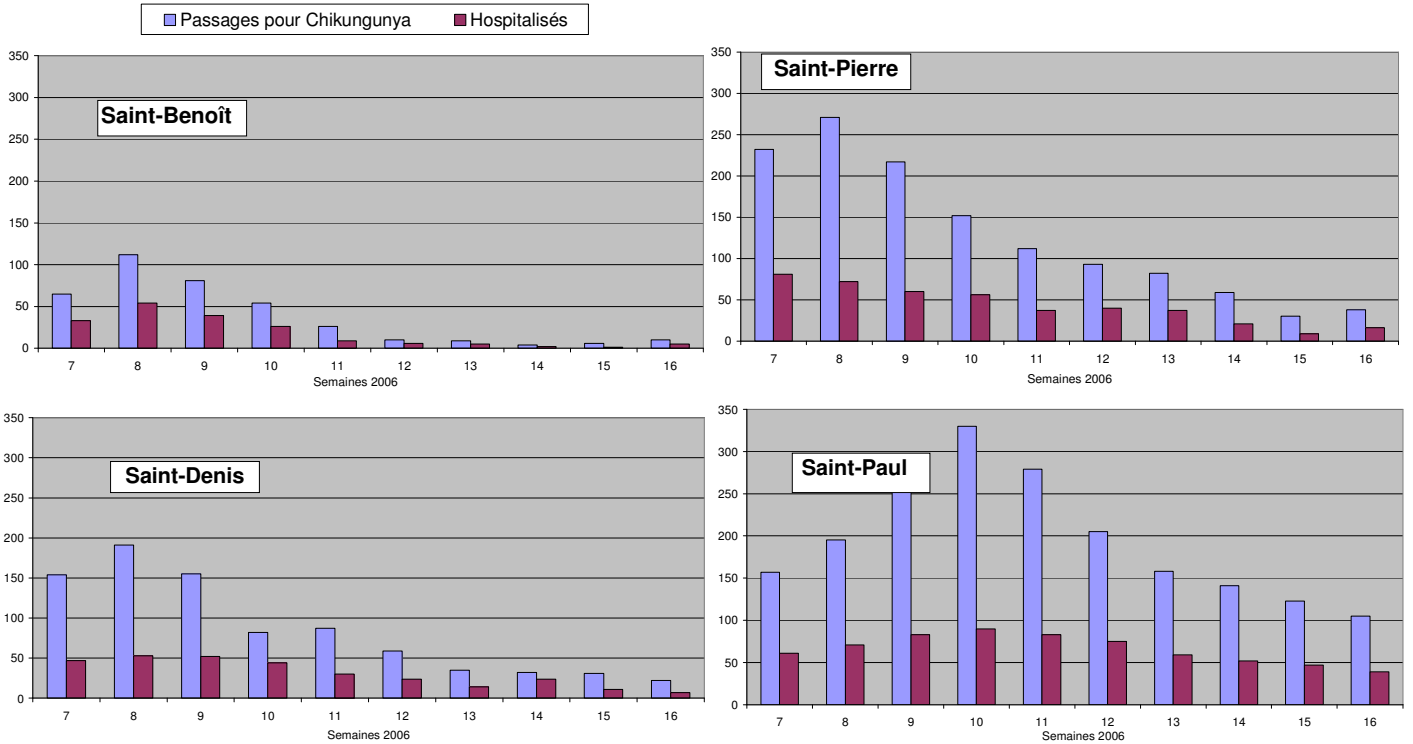 Passages pour Chikungunya Hospitalisés
Saint-Benoît
350
300
250
200
150
100
50
0
7 8 9 10 11 12 13 14 15 16
Semaines 2006
Saint-Pierre
350
300
250
200
150
100
50
0
7 8 9 10 11 12 13 14 15 16
Semaines 2006
Saint-Denis
350
300
250
200
150
100
50
0
7 8 9 10 11 12 13 14 15 16
Semaines 2006
Saint-Paul
350
300
250
200
150
100
50
0
7 8 9 10 11 12 13 14 15 16
Semaines 2006